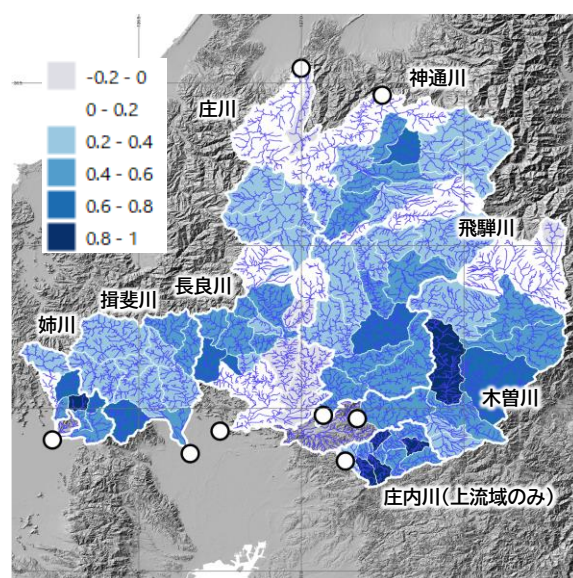 -0.2 - 0
0 - 0.2
0.2 - 0.4
0.4 - 0.6
0.6 - 0.8
0.8 - 1
庄川
神通川
飛騨川
長良川
揖斐川
姉川
木曽川
庄内川(上流域のみ)